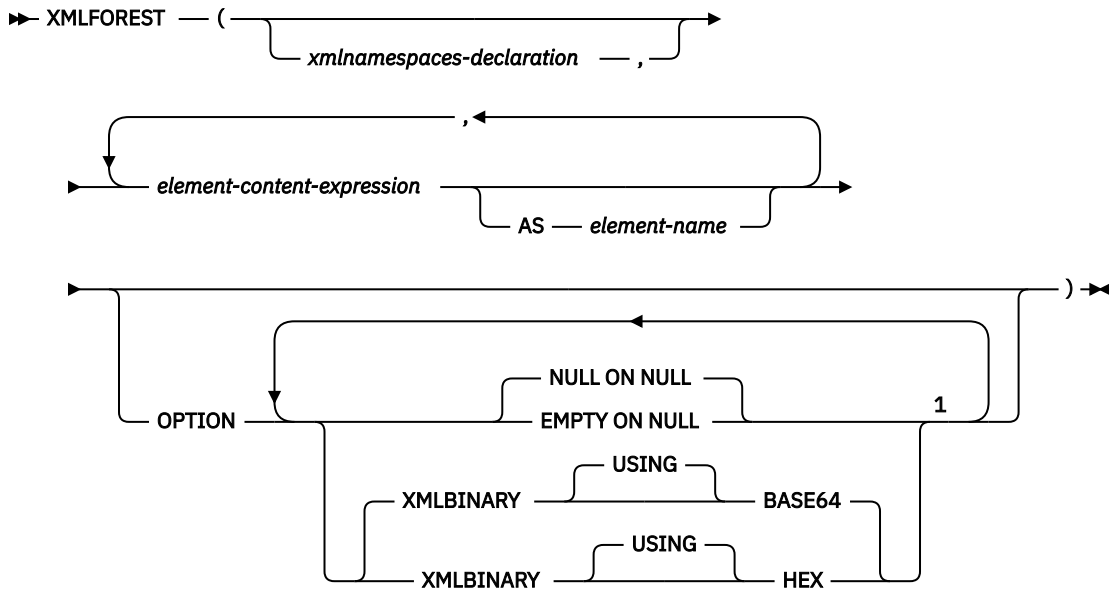 XMLFOREST (
xmlnamespaces-declaration ,
,
element-content-expression
AS element-name
)
NULL ON NULL
1
OPTION EMPTY ON NULL
USING
XMLBINARY BASE64
USING
XMLBINARY HEX